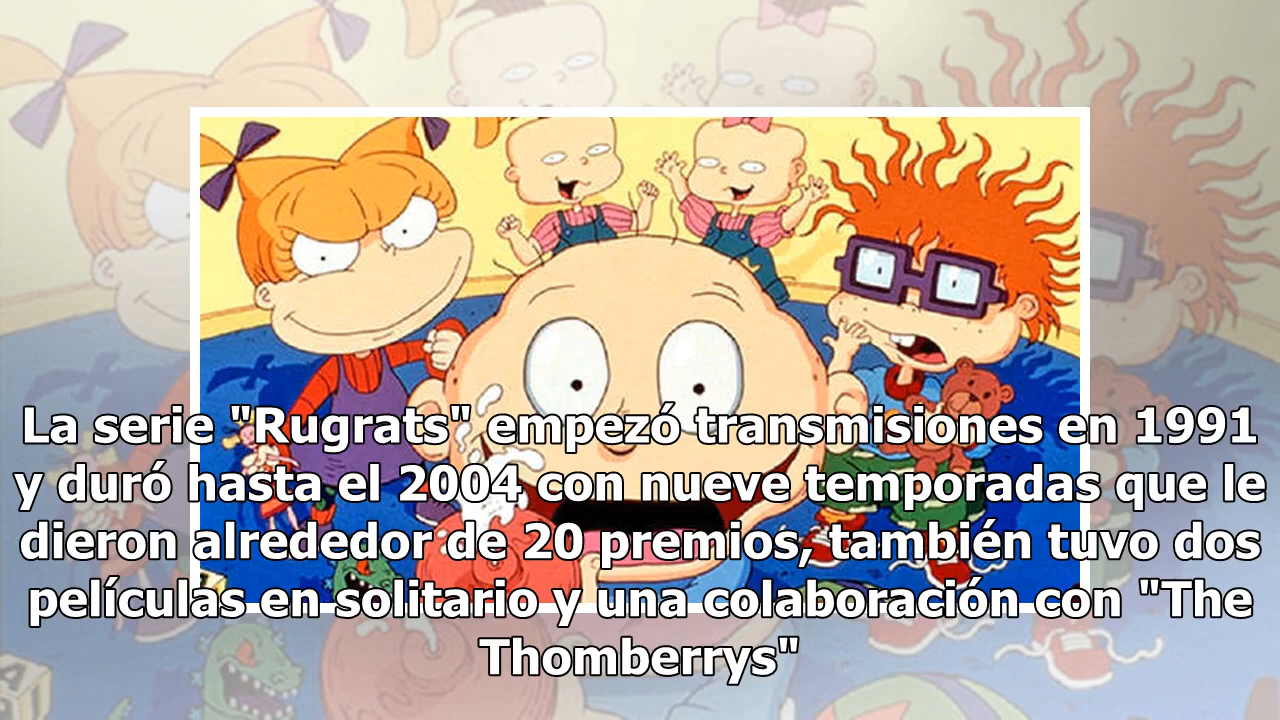 La serie "Rugrats" empezó transmisiones en 1991
y duró hasta el 2004 con nueve temporadas que le
dieron alrededor de 20 premios, también tuvo dos
películas en solitario y una colaboración con "The
Thomberrys"